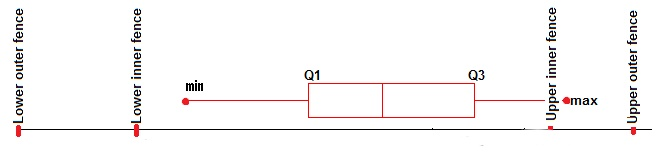 Lower outer fence
Lower inner fence
min
Q1
Q3
Upper inner fence
max
Upper outer fence